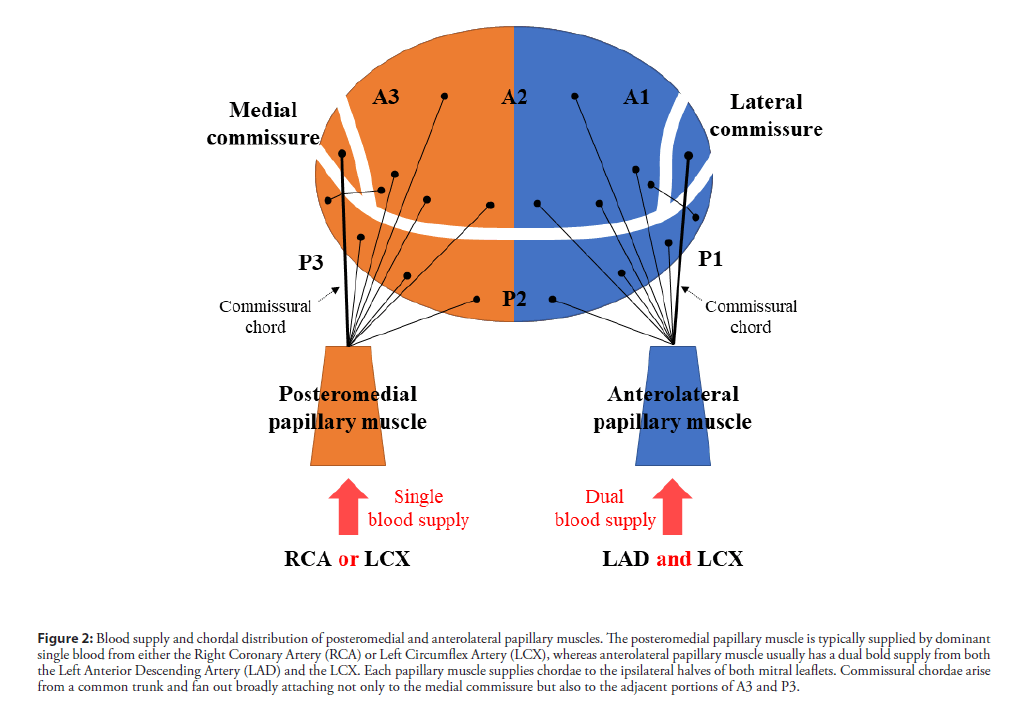 A3
A2
A1
Medial
commissure
Lateral
commissure
P3
P1
Commissural
chord
P2
Commissural
chord
Posteromedial
papillary muscle
Anterolateral
papillary muscle
Single
blood supply
Dual
blood supply
RCA or LCX
LAD and LCX
Figure 2: Blood supply and chordal distribution of posteromedial and anterolateral papillary muscles. The posteromedial papillary muscle is typically supplied by dominant
single blood from either the Right Coronary Artery (RCA) or Left Circumflex Artery (LCX), whereas anterolateral papillary muscle usually has a dual bold supply from both
the Left Anterior Descending Artery (LAD) and the LCX. Each papillary muscle supplies chordae to the ipsilateral halves of both mitral leaflets. Commissural chordae arise
from a common trunk and fan out broadly attaching not only to the medial commissure but also to the adjacent portions of A3 and P3.